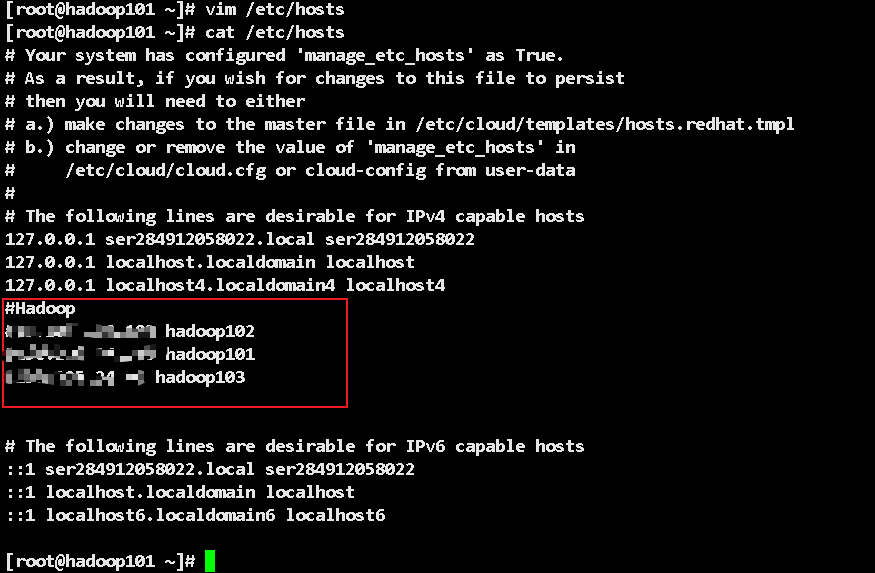 [root@hadoop101 ~]# vim /etc/hosts
[root@hadoop101 ~]# cat /etc/hosts
# Your system has configured 'manage_etc_hosts' as True.
# As a result, if you wish for changes to this file to persist
# then you will need to either
# a.) make changes to the master file in /etc/cloud/templates/hosts.redhat.tmpl
# b.) change or remove the value of 'manage_etc_hosts' in
#     /etc/cloud/cloud.cfg or cloud-config from user-data
#
# The following lines are desirable for IPv4 capable hosts
127.0.0.1 ser284912058022.local ser284912058022
127.0.0.1 localhost.localdomain localhost
127.0.0.1 localhost4.localdomain4 localhost4
#Hadoop
hadoop102
hadoop101
hadoop103
# The following lines are desirable for IPv6 capable hosts
::1 ser284912058022.local ser284912058022
::1 localhost.localdomain localhost
::1 localhost6.localdomain6 localhost6
[root@hadoop101 ~]#